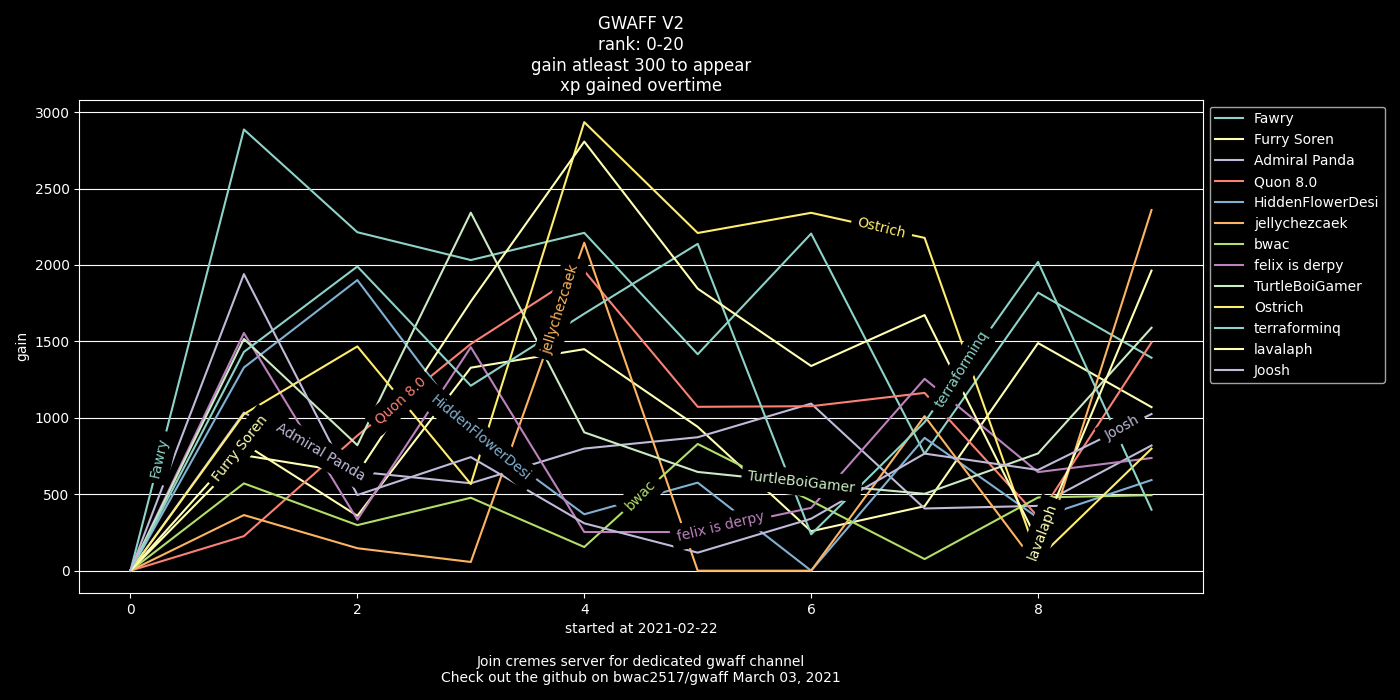 GWAFF V2
rank: 0-20
gain atleast 300 to appear
xp gained overtime
3000
2500
2000
1500
1000
500
0
gain
0
2
4
6
8
started at 2021-02-22
Fawry
Furry Soren
Admiral Panda
Quon 8.0
HiddenFlowerDesi
jellychezcaek
bwac
felix is derpy
TurtleBoiGamer
Ostrich
terraforminq
lavalaph
Joosh
Fawry
Furry Soren
Admiral Panda
Quon 8.0
HiddenFlowerDesi
jellychezcaek
bwac
felix is derpy
TurtleBoiGamer
Ostrich
terraforminq
lavalaph
Joosh
Join cremes server for dedicated gwaff channel
Check out the github on bwac2517/gwaff March 03, 2021